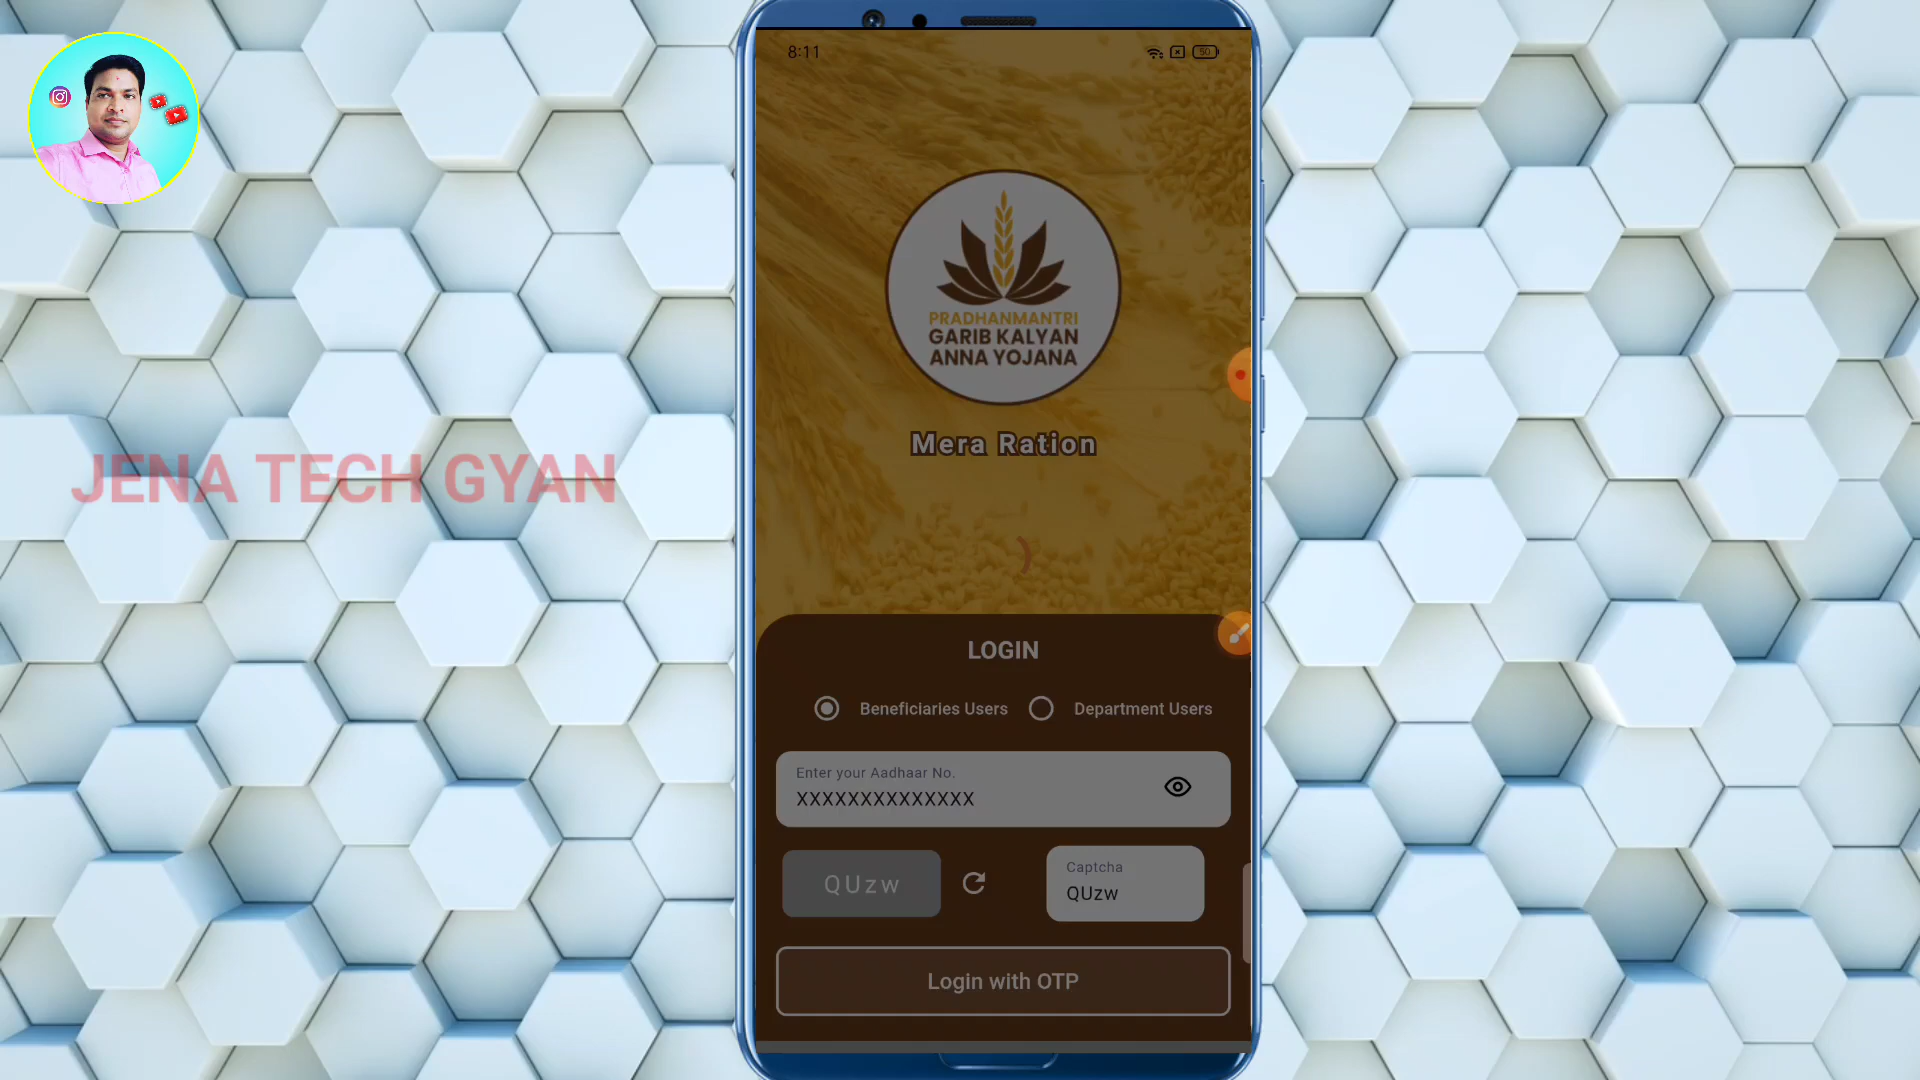 8:11
50
PRADHANMANTRI
GARIB KALYAN
ANNA YOJANA
Mera Ration
JENA TECH GYAN
LOGIN
Beneficiaries Users
Department Users
Enter your Aadhaar No.
XXXXXXXXXXXXXX
QUzw
Captcha
QUzw
Login with OTP